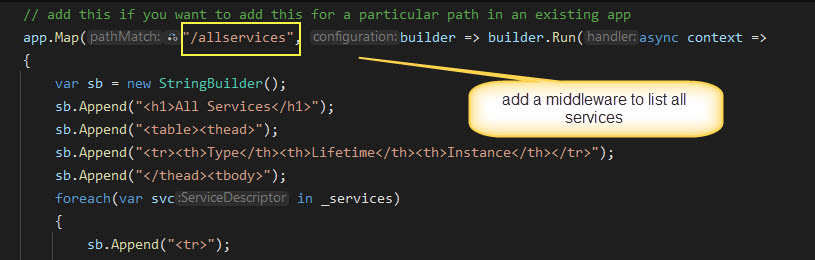 // add this if you want to add this for a particular path in an existing app
app.Map(pathMatch: "/allservices", configuration:builder => builder.Run(handler:async context =>
{
var sb = new StringBuilder();
sb.Append("<h1>All Services</h1>");
sb.Append("<table><thead>");
sb.Append("<tr><th>Type</th><th>Lifetime</th><th>Instance</th></tr>");
sb.Append("</thead><tbody>");
foreach(var svc:ServiceDescriptor in _services)
{
sb.Append("<tr>");
add a middleware to list all
services